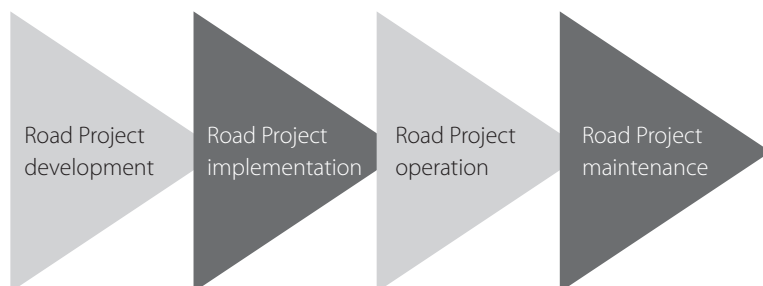 Road Project
development
Road Project
implementation
Road Project
operation
Road Project
maintenance